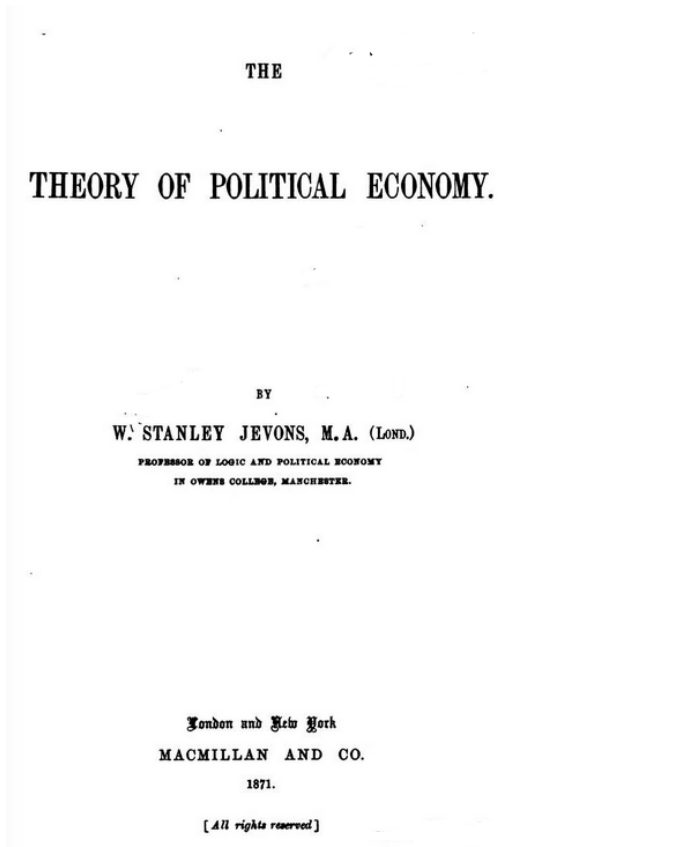 THE
THEORY OF POLITICAL ECONOMY.
BY
W. STANLEY JEVONS, M.A. (LOND.)
PROFESSOR OF LOGIC AND POLITICAL ECONOMY
IN OWENS COLLEGE, MANCHESTER.
London and New York
MACMILLAN AND CO.
1871.
[All rights reserved]